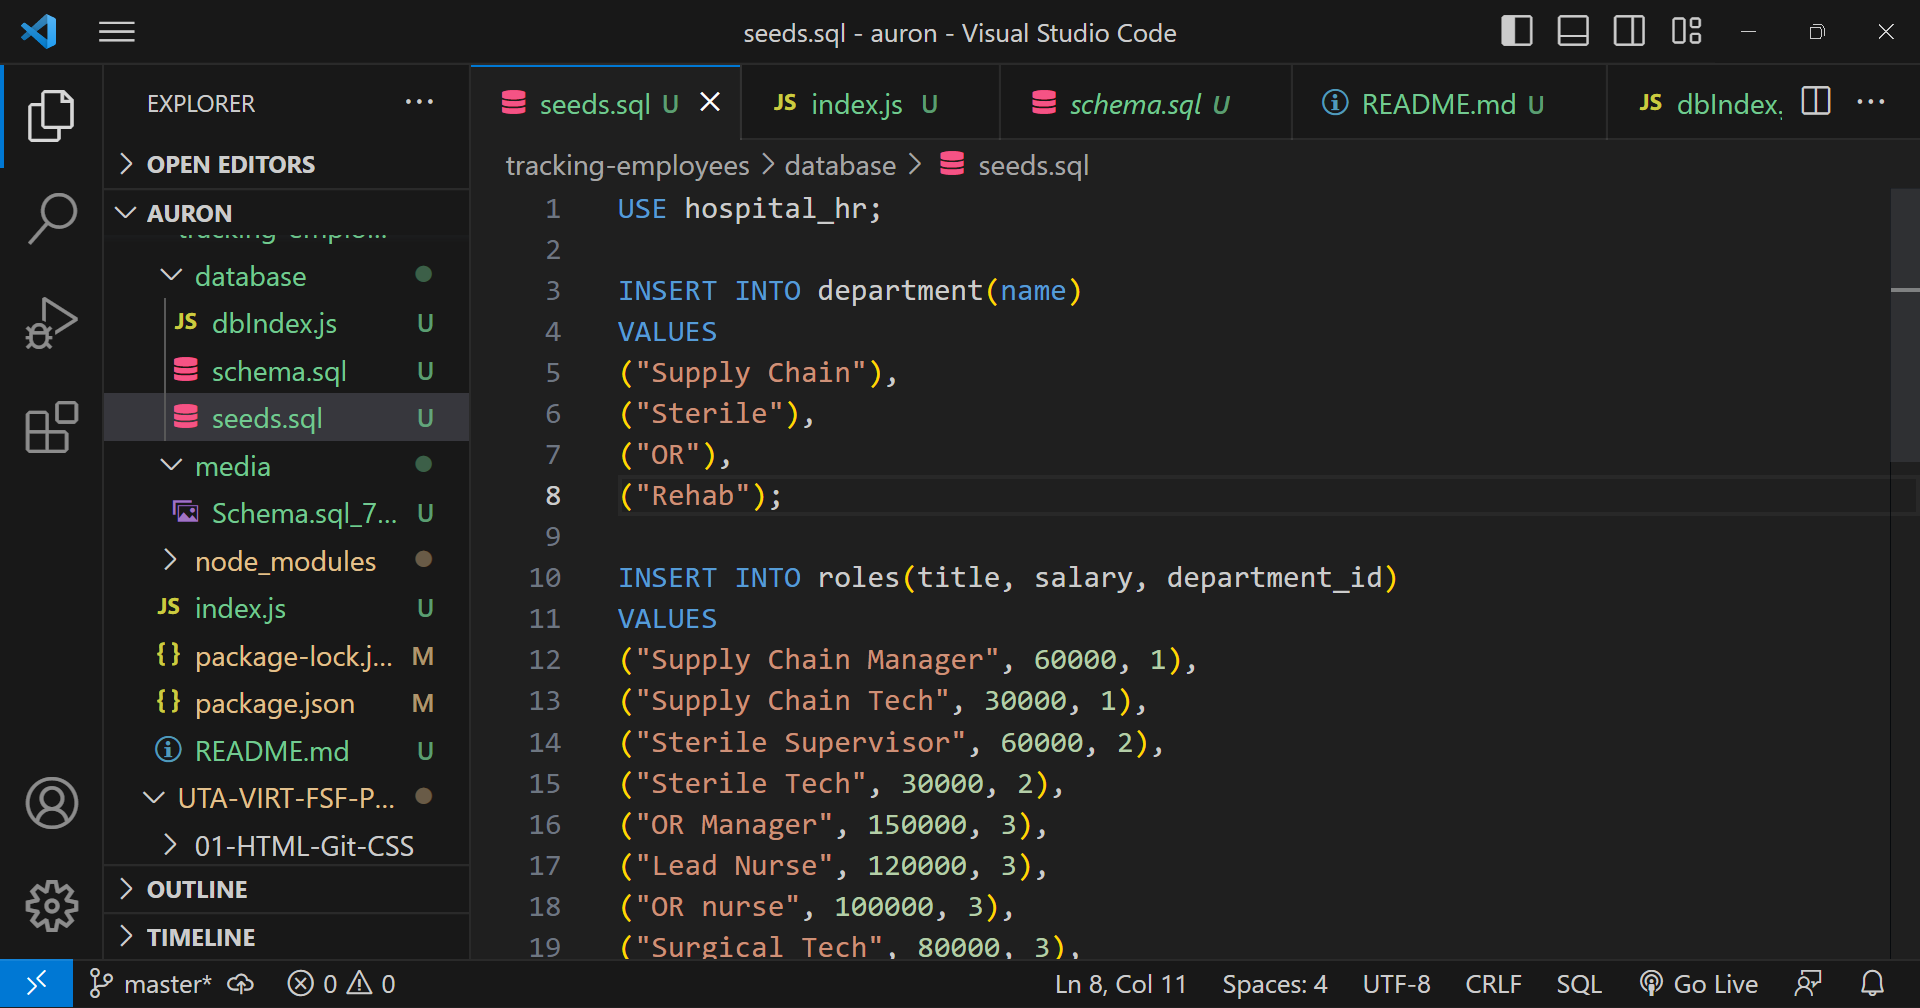 seeds.sql - auron - Visual Studio Code
EXPLORER
seeds.sql U
JS index.js U
schema.sql U
README.md U
JS dbIndex.
OPEN EDITORS
AURON
database
JS dbIndex.js U
schema.sql U
seeds.sql U
media
Schema.sql_7... U
node_modules
JS index.js U
{} package-lock.j... M
{} package.json M
README.md U
UTA-VIRT-FSF-P...
01-HTML-Git-CSS
OUTLINE
TIMELINE
tracking-employees > database > seeds.sql
1 USE hospital_hr;
2
3 INSERT INTO department(name)
4 VALUES
5 ("Supply Chain"),
6 ("Sterile"),
7 ("OR"),
8 ("Rehab");
9
10 INSERT INTO roles(title, salary, department_id)
11 VALUES
12 ("Supply Chain Manager", 60000, 1),
13 ("Supply Chain Tech", 30000, 1),
14 ("Sterile Supervisor", 60000, 2),
15 ("Sterile Tech", 30000, 2),
16 ("OR Manager", 150000, 3),
17 ("Lead Nurse", 120000, 3),
18 ("OR nurse", 100000, 3),
19 ("Surgical Tech", 80000, 3),
master* 0 0 Ln 8, Col 11 Spaces: 4 UTF-8 CRLF SQL Go Live